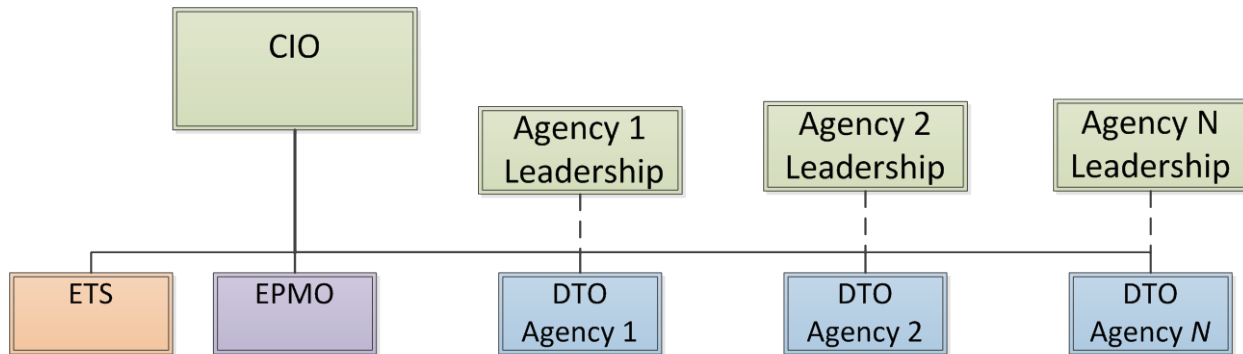 CIO
Agency 1
Leadership
Agency 2
Leadership
Agency N
Leadership
ETS
EPMO
DTO
Agency 1
DTO
Agency 2
DTO
Agency N